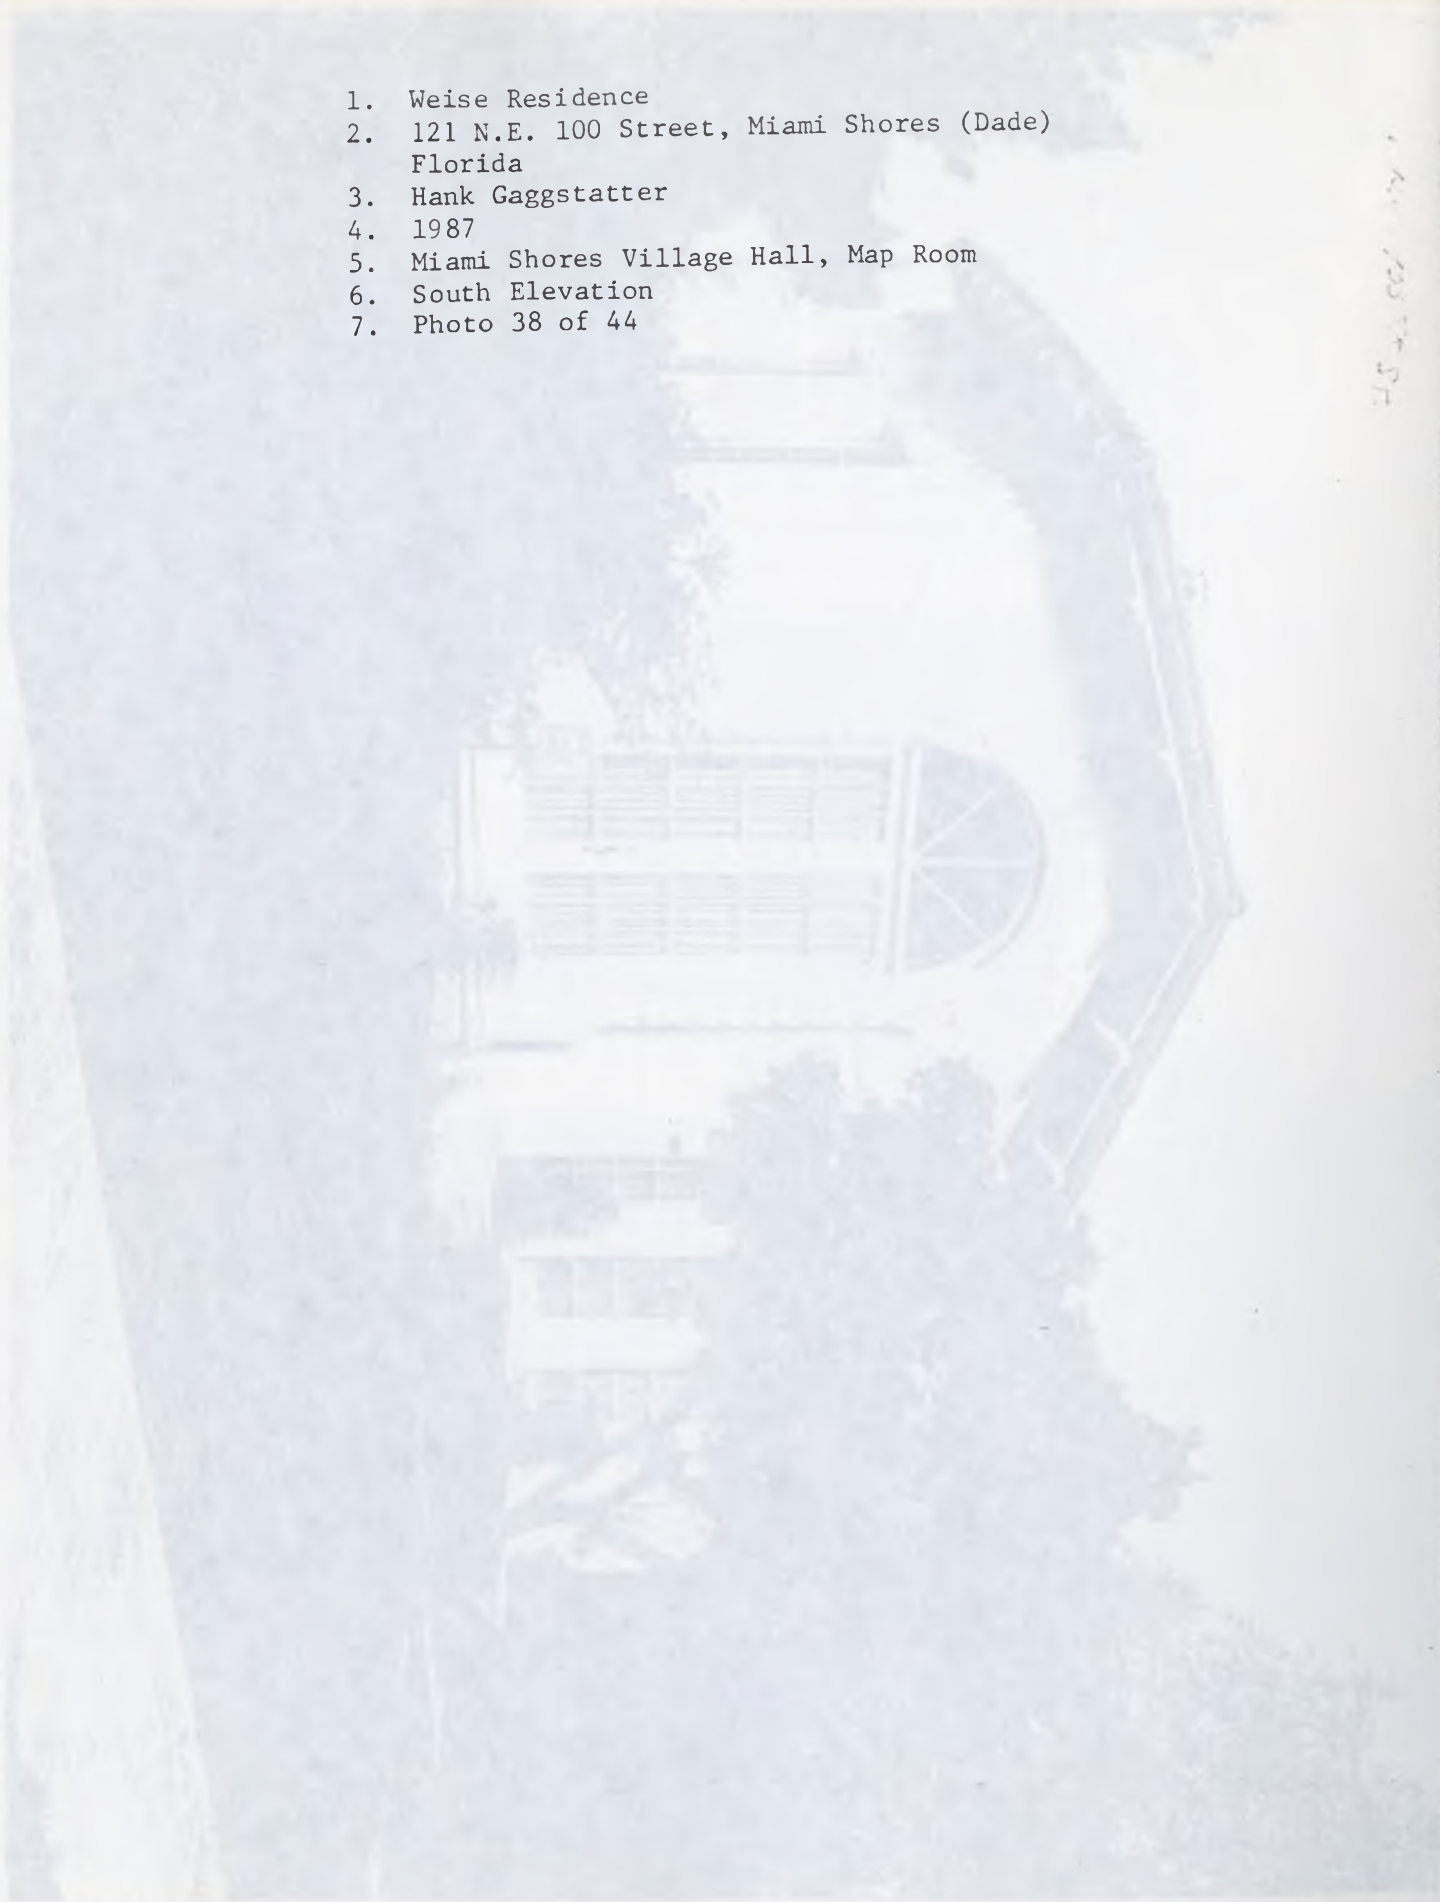 1. Weise Residence
2. 121 N.E. 100 Street, Miami Shores (Dade)
Florida
3. Hank Gaggstatter
4. 1987
5. Miami Shores Village Hall, Map Room
6. South Elevation
7. Photo 38 of 44